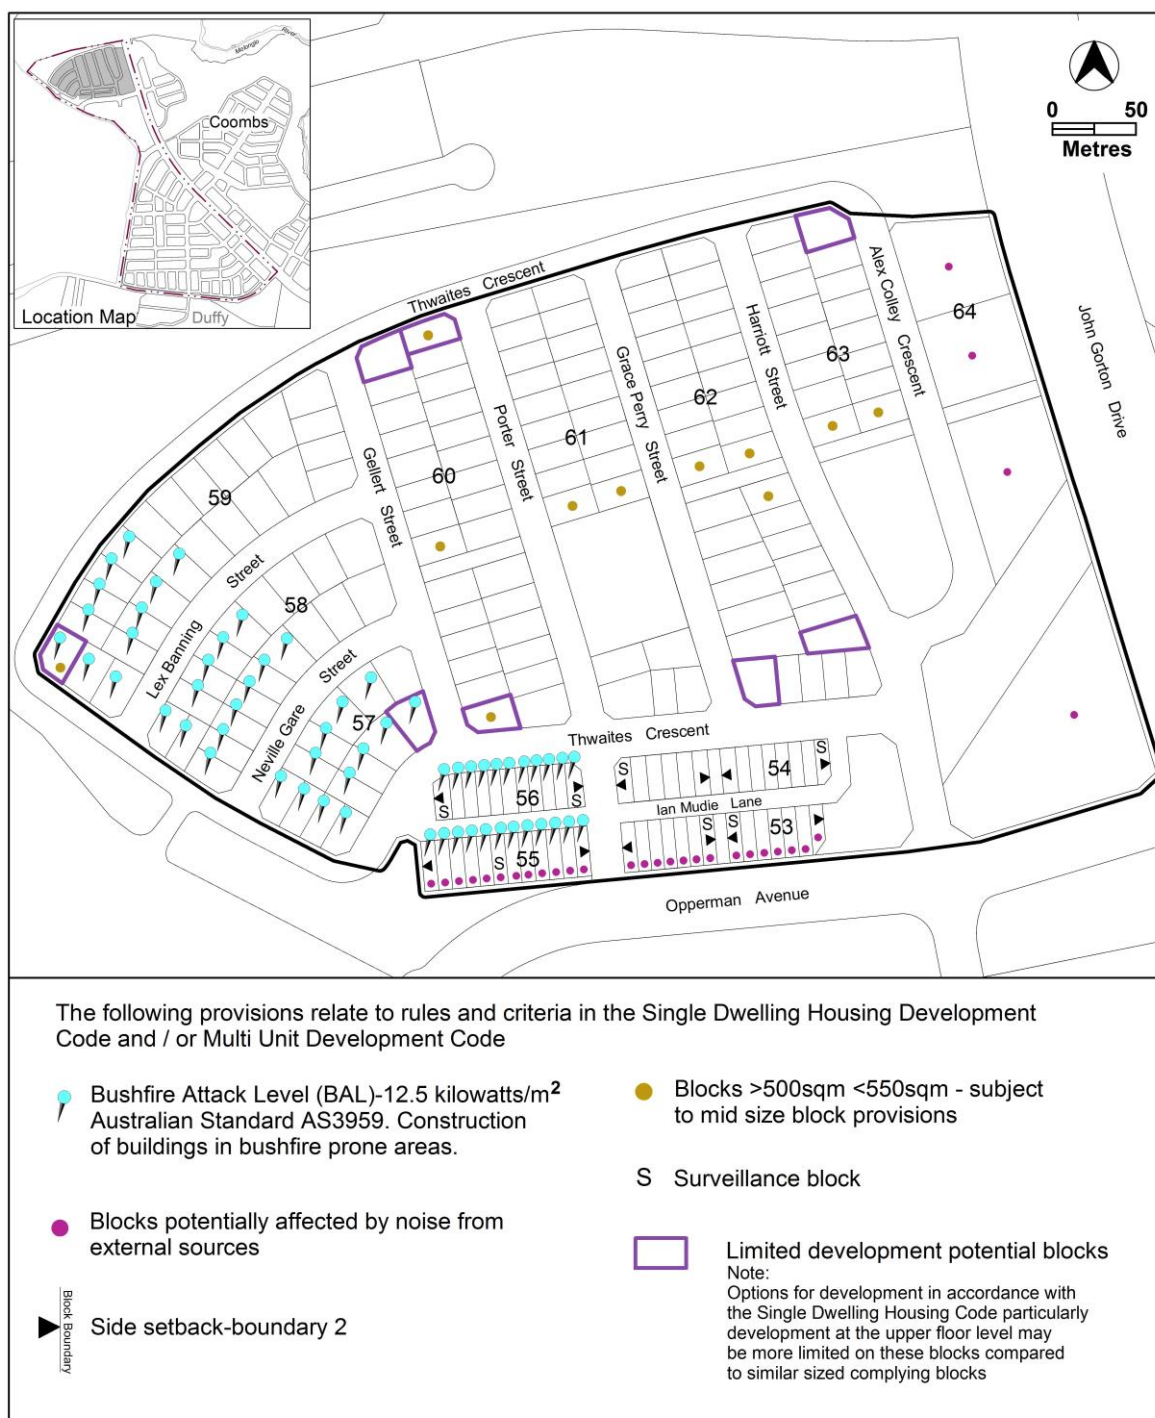 Molonglo
River
Coombs
Duffy
Location Map
0 50
Metres
Thwaites Crescent
Alex Colley Crescent
64
John Gorton Drive
Harriott Street
63
Grace Perry Street
62
Porter Street
61
Gellert Street
60
59
Lex Banning Street
58
Neville Gare Street
57
Thwaites Crescent
S
S
54
56
S
S
Ian Mudie Lane
S
S
53
S
55
Opperman Avenue
The following provisions relate to rules and criteria in the Single Dwelling Housing Development
Code and / or Multi Unit Development Code
Bushfire Attack Level (BAL)-12.5 kilowatts/m²
Australian Standard AS3959. Construction
of buildings in bushfire prone areas.
Blocks potentially affected by noise from
external sources
Block Boundary
Side setback-boundary 2
Blocks >500sqm <550sqm - subject
to mid size block provisions
S Surveillance block
Limited development potential blocks
Note:
Options for development in accordance with
the Single Dwelling Housing Code particularly
development at the upper floor level may
be more limited on these blocks compared
to similar sized complying blocks